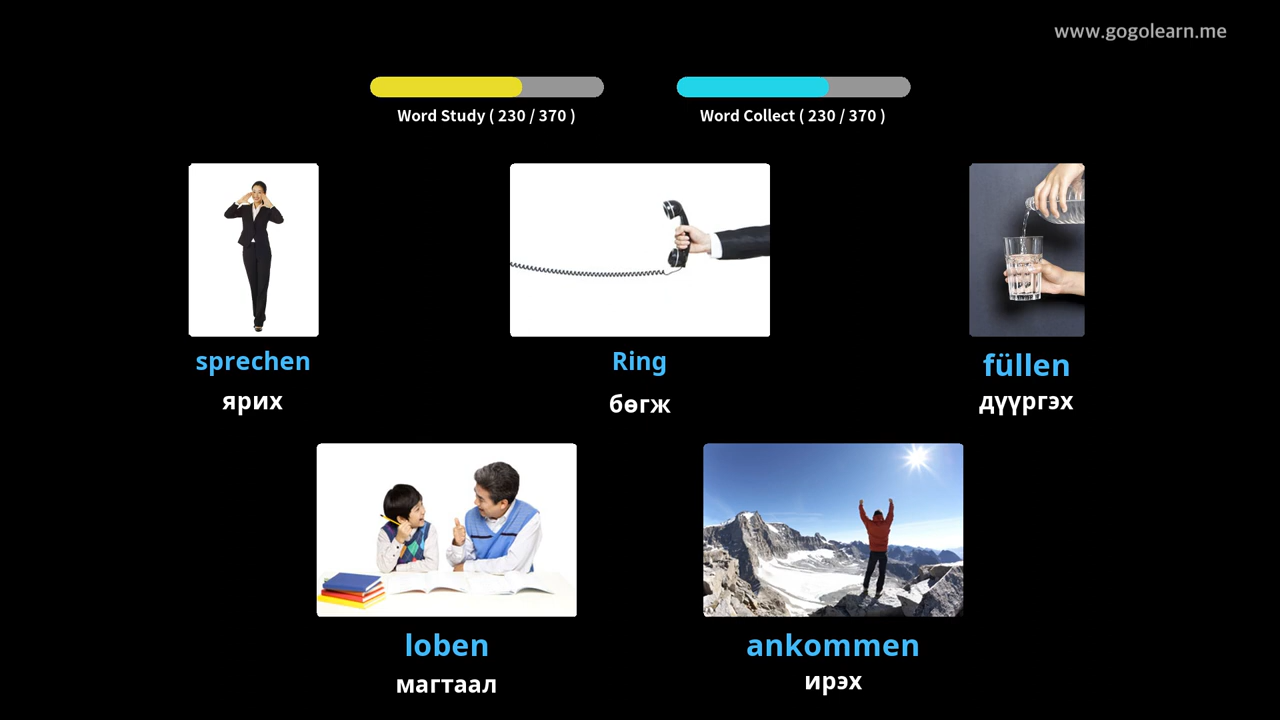 www.gogolearn.me
Word Study ( 230 / 370 )
Word Collect ( 230 / 370 )
sprechen
ярих
Ring
бөгж
füllen
дүүргэх
loben
магтаал
ankommen
ирэх